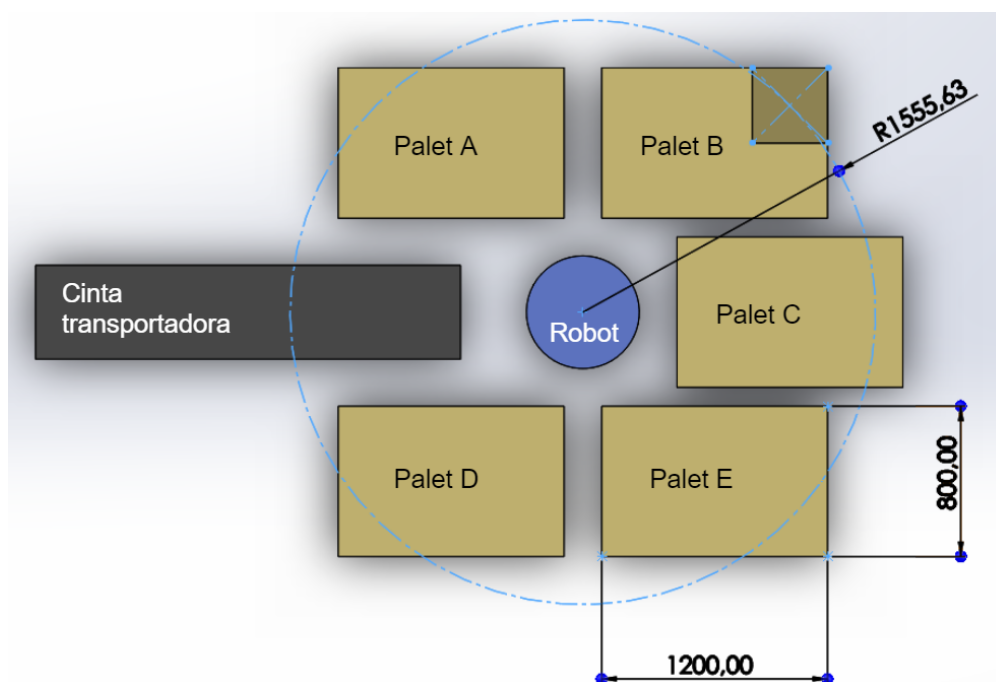 Palet A
Palet B
R1555,63
Cinta
transportadora
Robot
Palet C
Palet D
Palet E
800,00
1200,00